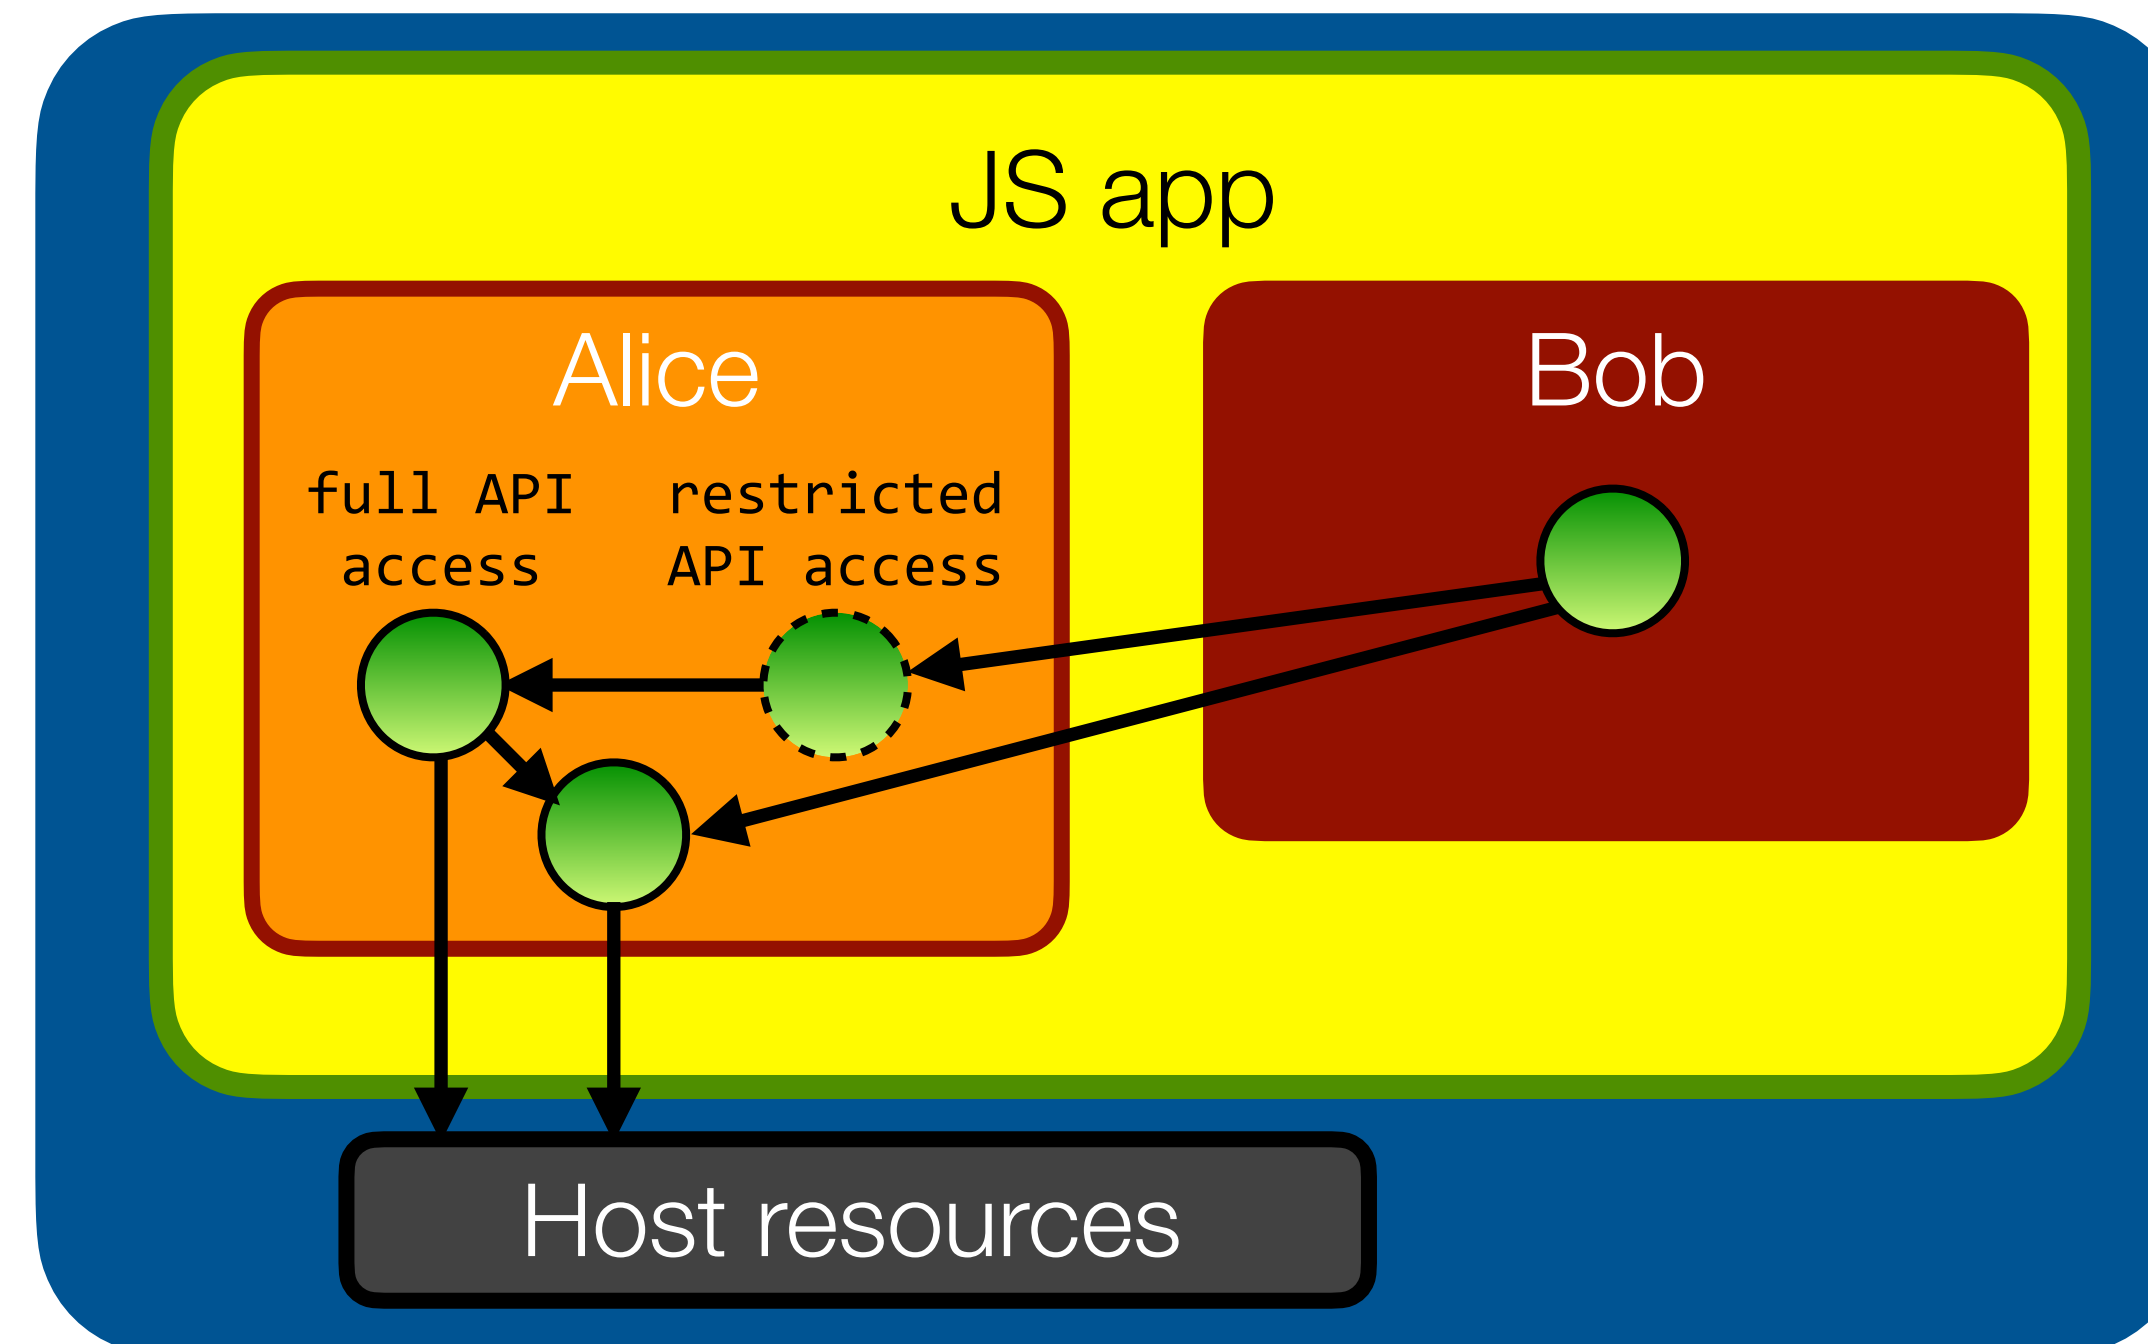 JS app
Alice
Bob
full API
access
restricted
API access
Host resources